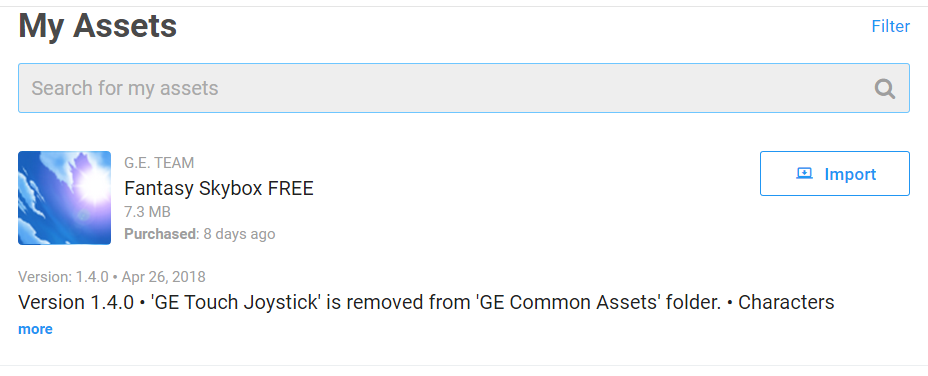 My Assets
Filter
Search for my assets
G.E. TEAM
Fantasy Skybox FREE
Import
7.3 MB
Purchased: 8 days ago
Version: 1.4.0 • Apr 26, 2018
Version 1.4.0 • 'GE Touch Joystick' is removed from 'GE Common Assets' folder. • Characters
more